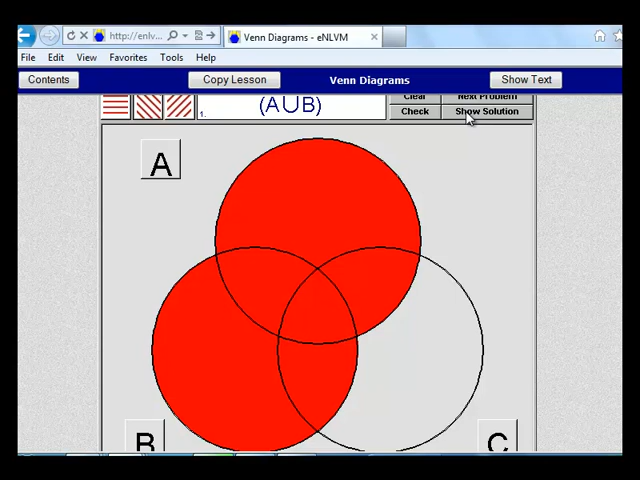 http://enlv...
Venn Diagrams - eNLVM
File Edit View Favorites Tools Help
Contents Copy Lesson Venn Diagrams Show Text
Clear Next Problem
1. (A∪B) Check Show Solution
A
B C